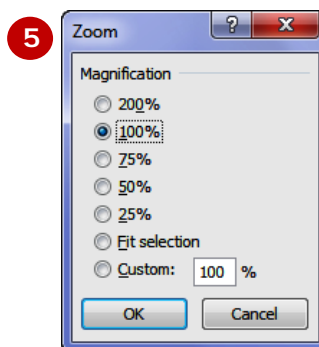 5
Zoom
Magnification
200%
100%
75%
50%
25%
Fit selection
Custom: 100 %
OK Cancel